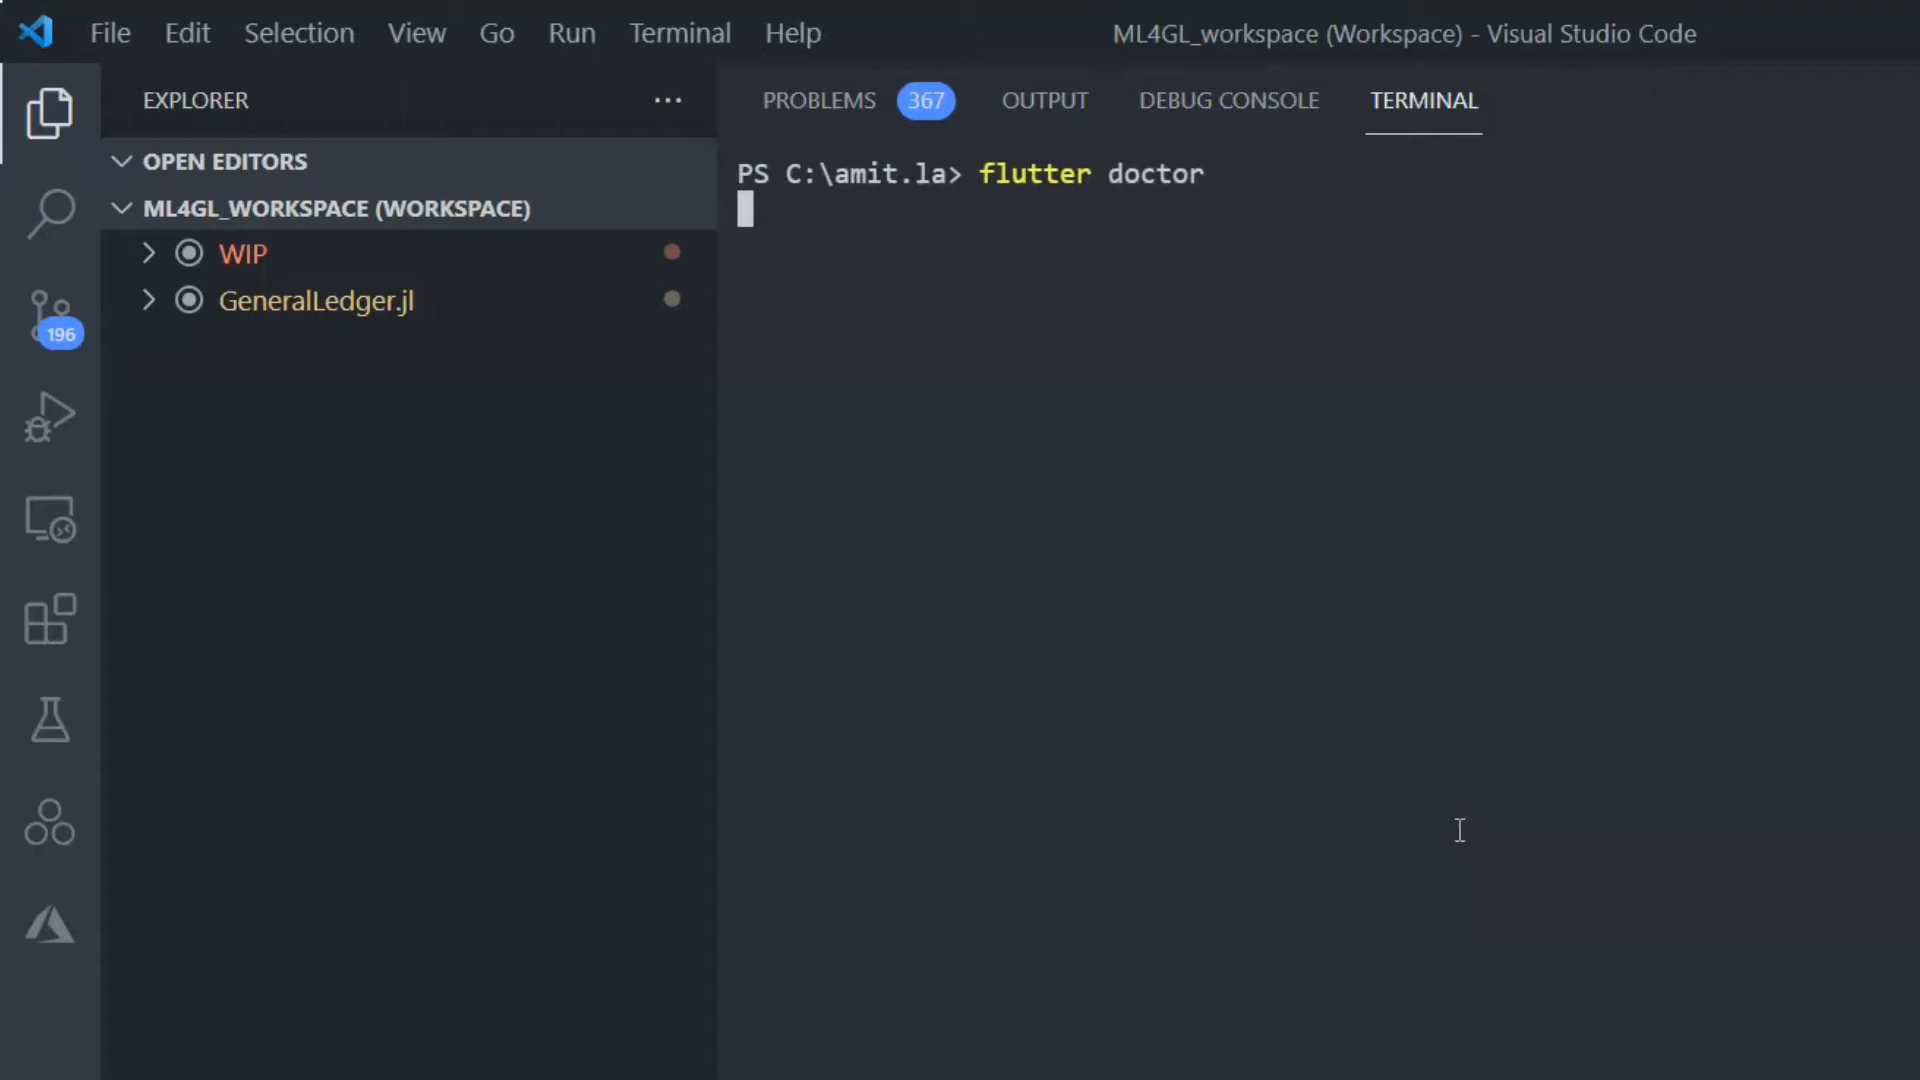 File Edit Selection View Go Run Terminal Help ML4GL_workspace (Workspace) - Visual Studio Code
EXPLORER
PROBLEMS 367 OUTPUT DEBUG CONSOLE TERMINAL
OPEN EDITORS
ML4GL_WORKSPACE (WORKSPACE)
WIP
GeneralLedger.jl
196
PS C:\amit.la> flutter doctor